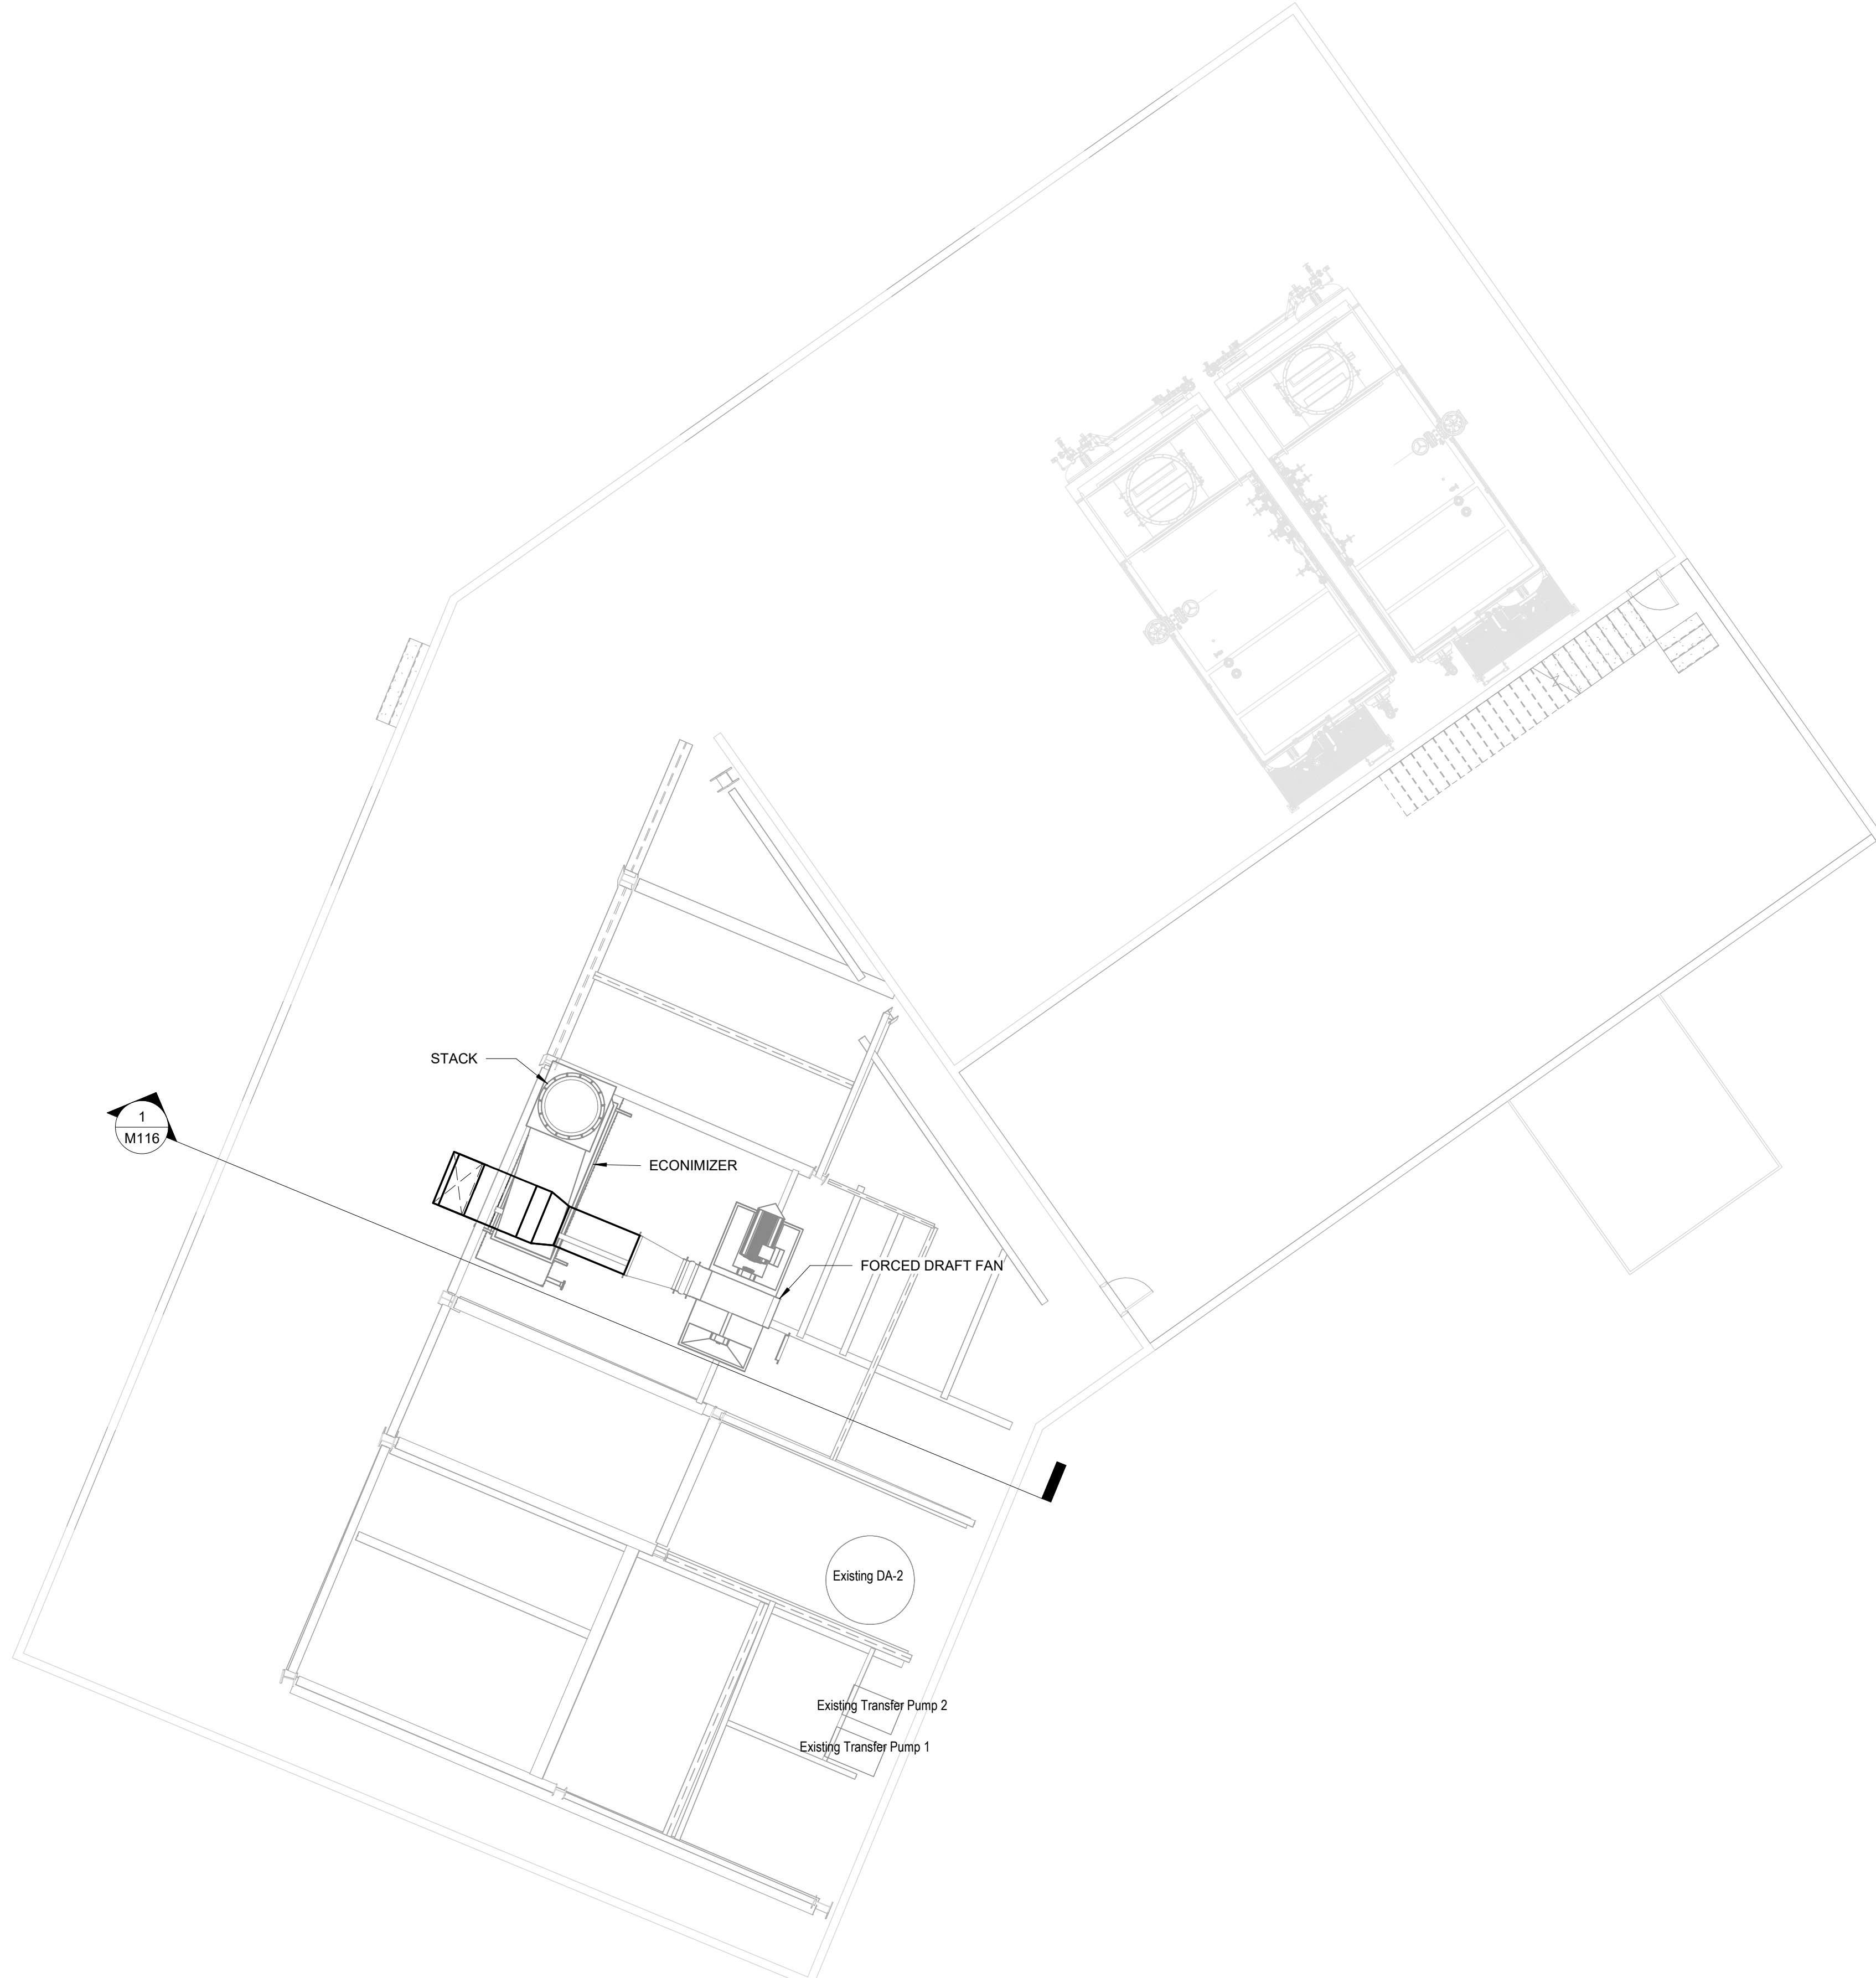 STACK
1
M116
ECONIMIZER
FORCED DRAFT FAN
Existing DA-2
Existing Transfer Pump 2
Existing Transfer Pump 1